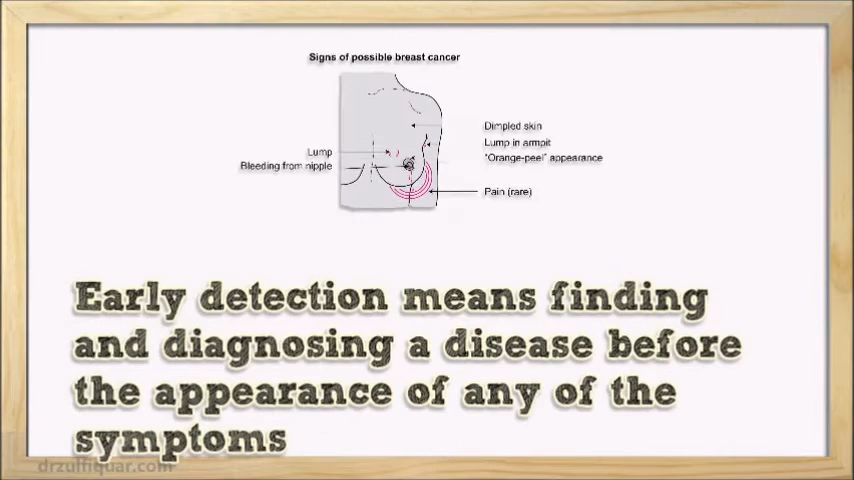 Signs of possible breast cancer
Dimpled skin
Lump in armpit
Lump
"Orange-peel" appearance
Bleeding from nipple
Pain (rare)
Early detection means finding
and diagnosing a disease before
the appearance of any of the
symptoms
drzulfiquar.com